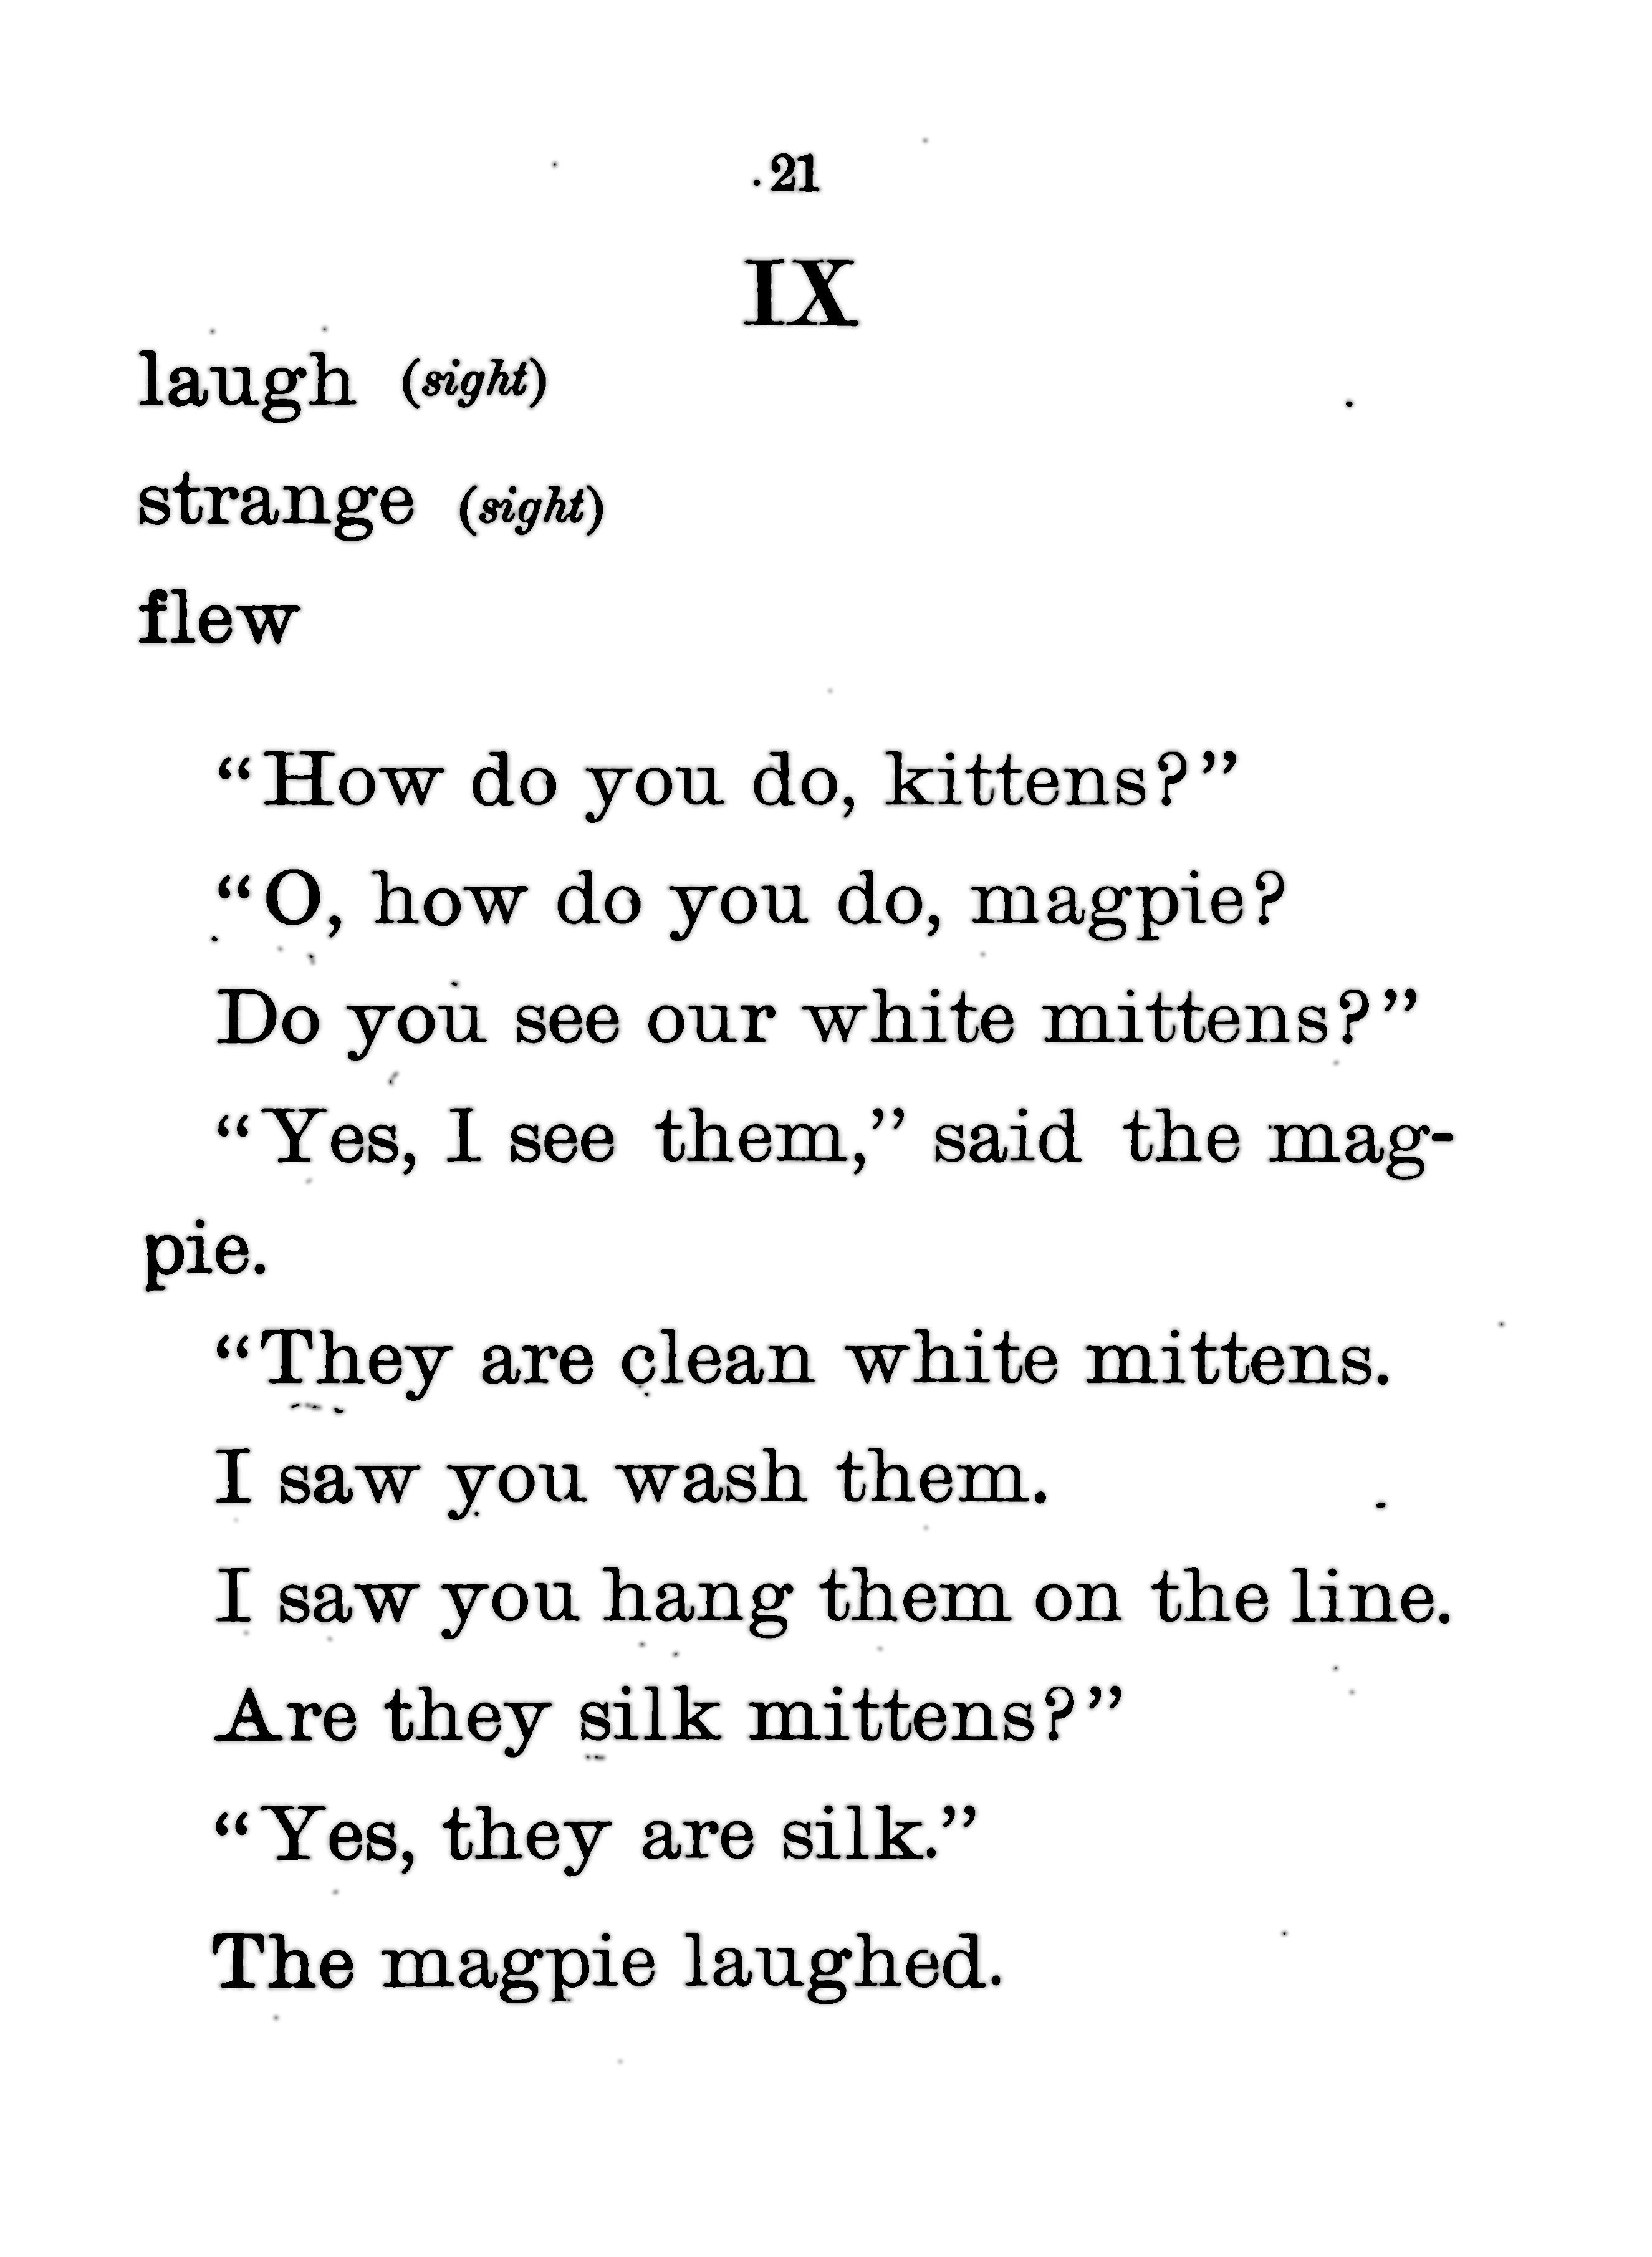 21
IX
laugh (sight)
strange (sight)
flew
“How do you do, kittens?”
“O, how do you do, magpie?
Do you see our white mittens?”
“Yes, I see them,” said the mag-
pie.
“They are clean white mittens.
I saw you wash them.
I saw you hang them on the line.
Are they silk mittens?”
“Yes, they are silk.”
The magpie laughed.